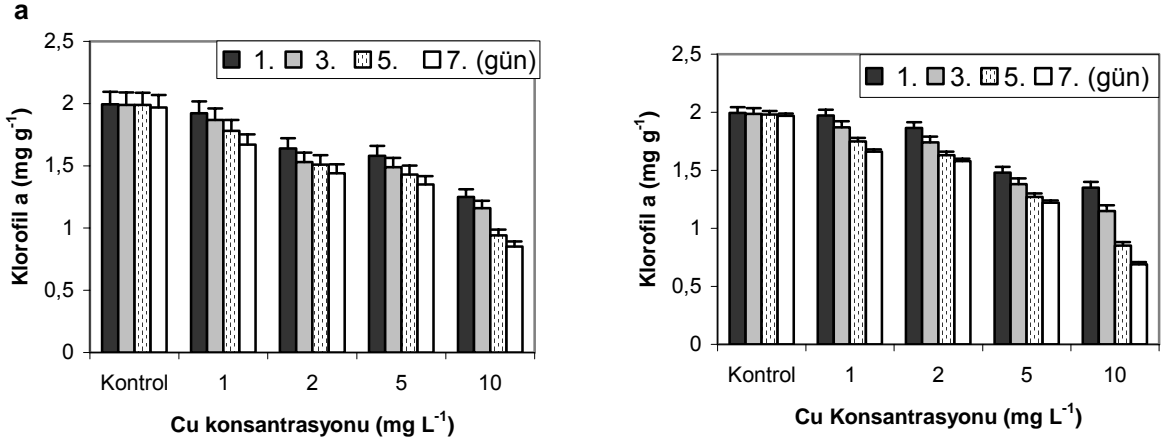 a
2,5
1. 3. 5. 7. (gün)
2
1,5
1
0,5
0
Klorofil a (mg g-1)
Kontrol 1 2 5 10
Cu konsantrasyonu (mg L-1)
2,5
1. 3. 5. 7. (gün)
2
1,5
1
0,5
0
Klorofil a (mg g-1)
Kontrol 1 2 5 10
Cu Konsantrasyonu (mg L-1)